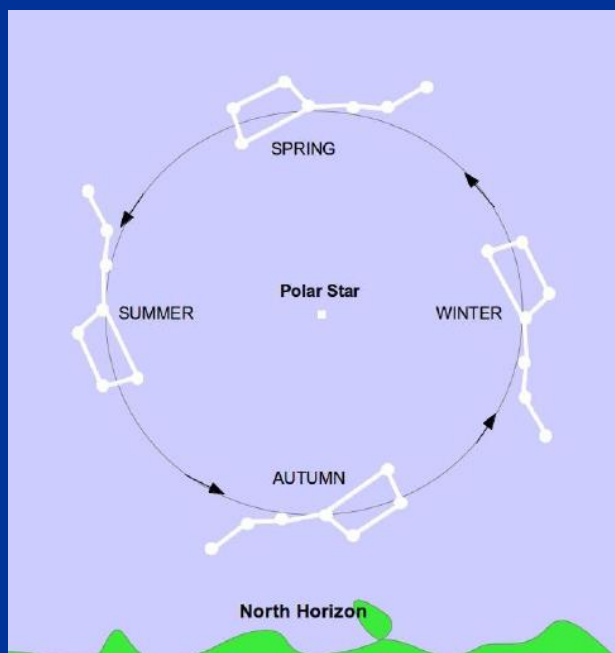 SPRING
Polar Star
SUMMER
WINTER
AUTUMN
North Horizon